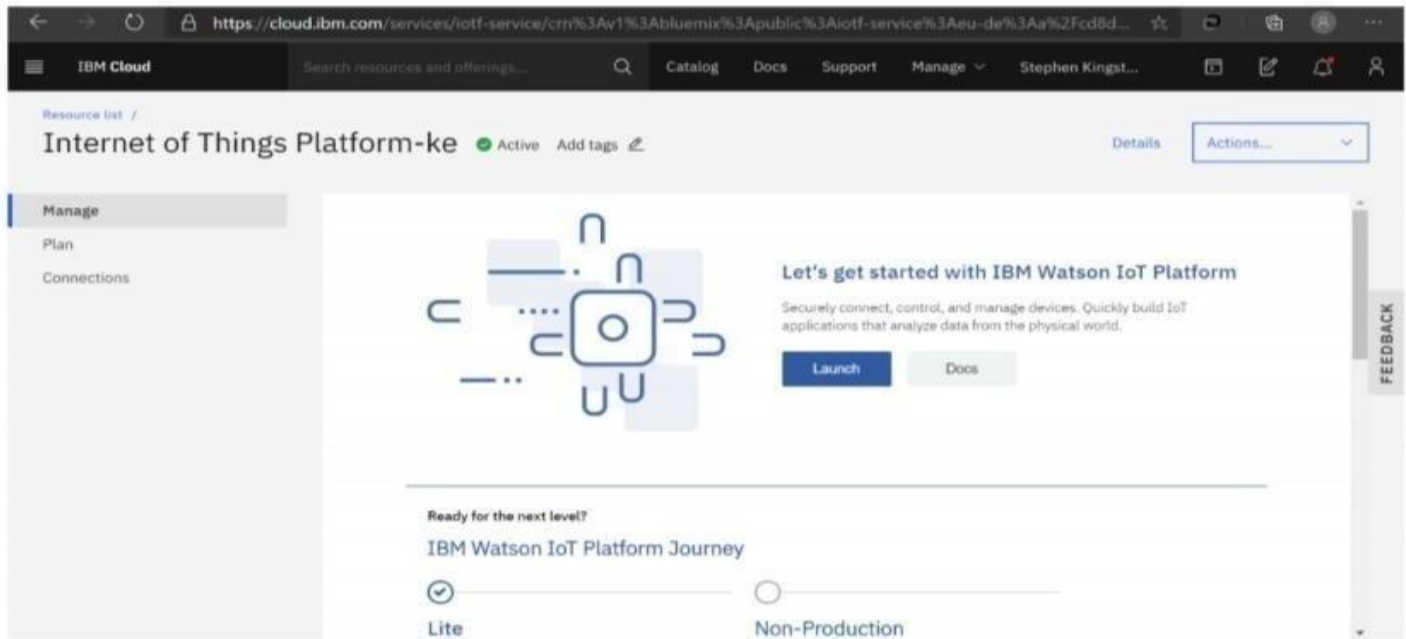 https://cloud.ibm.com/services/iotf-service/crn%3Av1%3Abluemix%3Apublic%3Aiotf-service%3Aeu-de%3Aa%2Fcd8d...
IBM Cloud Search resources and offerings... Catalog Docs Support Manage Stephen Kingst...
Resource list /
Internet of Things Platform-ke Active Add tags Details Actions...
Manage
Plan
Connections
Let's get started with IBM Watson IoT Platform
Securely connect, control, and manage devices. Quickly build IoT
applications that analyze data from the physical world.
Launch Docs
FEEDBACK
Ready for the next level?
IBM Watson IoT Platform Journey
Lite Non-Production